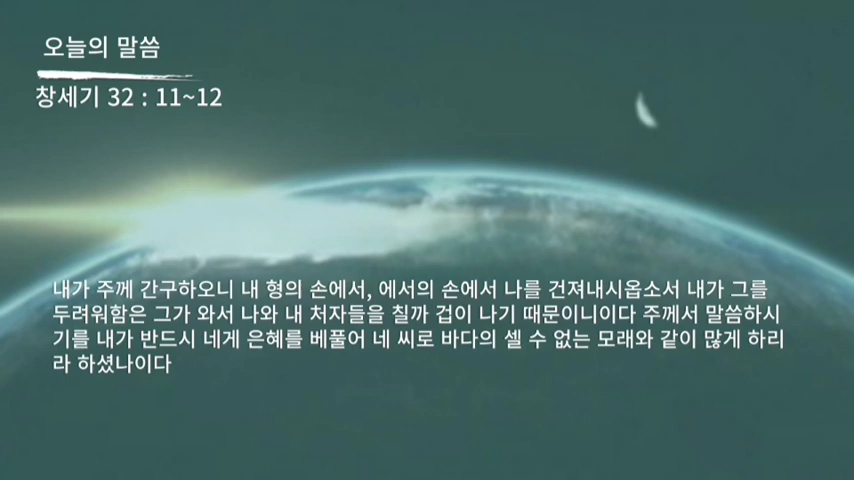 오늘의 말씀
창세기 32 : 11~12
내가 주께 간구하오니 내 형의 손에서, 에서의 손에서 나를 건져내시옵소서 내가 그를
두려워함은 그가 와서 나와 내 처자들을 칠까 겁이 나기 때문이니이다 주께서 말씀하시
기를 내가 반드시 네게 은혜를 베풀어 네 씨로 바다의 셀 수 없는 모래와 같이 많게 하리
라 하셨나이다